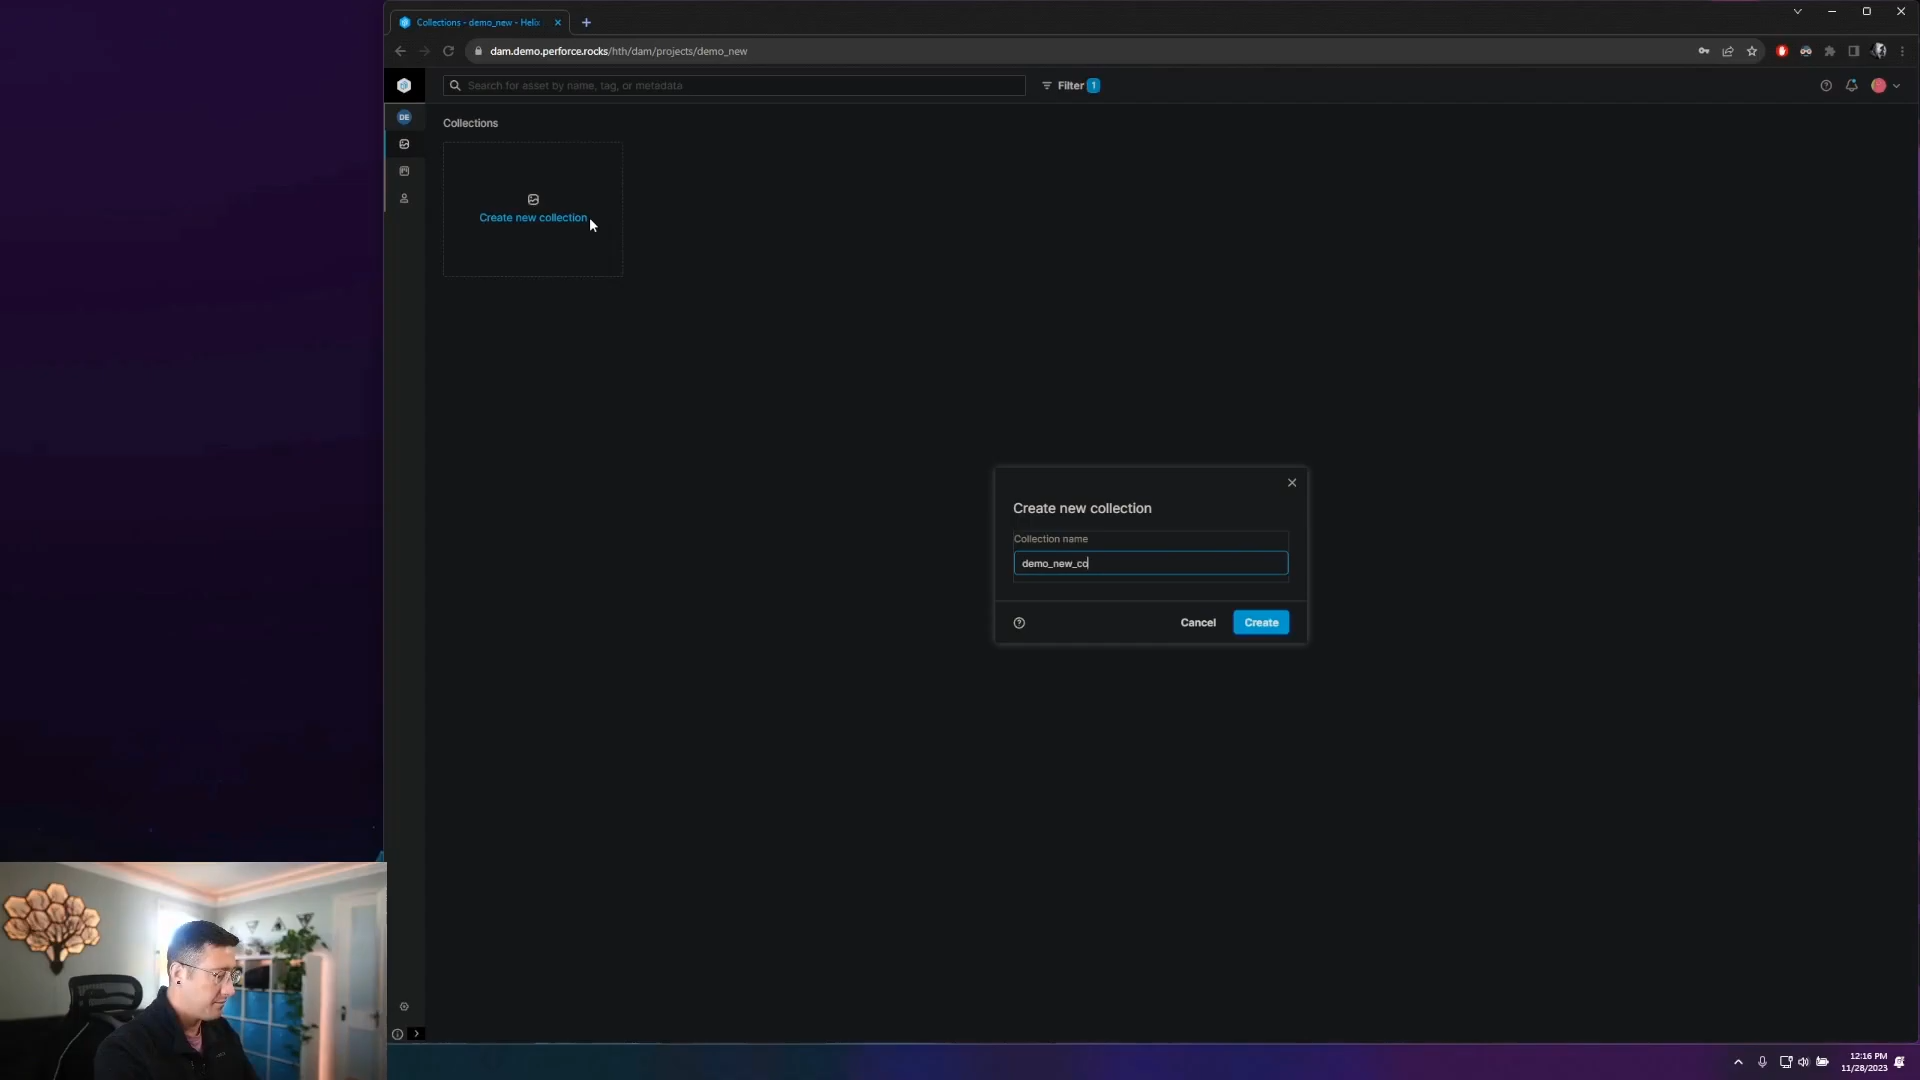 Collections - demo_new - Helix
dam.demo.perforce.rocks/hth/dam/projects/demo_new
Search for asset by name, tag, or metadata
Filter 1
DE
Collections
Create new collection
Create new collection
Collection name
demo_new_co
Cancel
Create
12:16 PM
11/28/2023